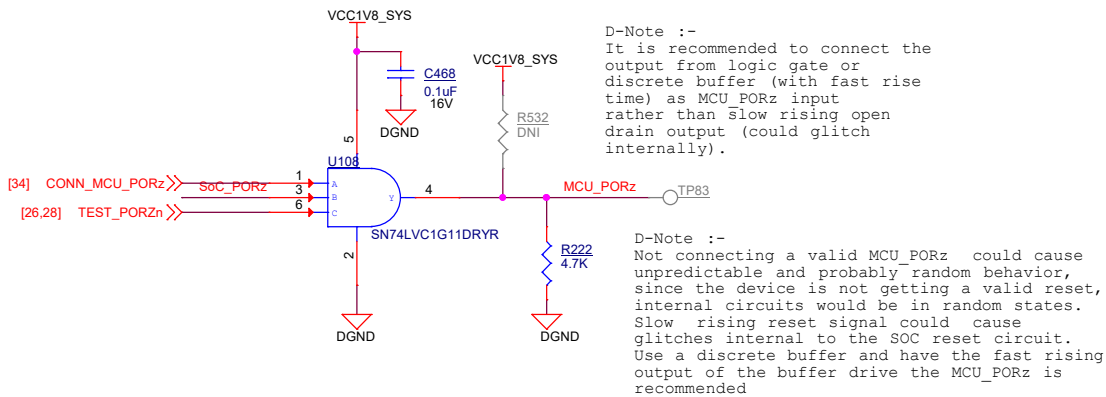 VCC1V8_SYS
C468
0.1uF
16V
DGND
VCC1V8_SYS
R532
DNI
D-Note :-
It is recommended to connect the
output from logic gate or
discrete buffer (with fast rise
time) as MCU_PORz input
rather than slow rising open
drain output (could glitch
internally).
5
U108
[34] CONN_MCU_PORz 1 A
SoC_PORz 3 B
[26,28] TEST_PORZn 6 C
Y 4 MCU_PORz TP83
SN74LVC1G11DRYR
2
DGND
R222
4.7K
DGND
D-Note :-
Not connecting a valid MCU_PORz could cause
unpredictable and probably random behavior,
since the device is not getting a valid reset,
internal circuits would be in random states.
Slow rising reset signal could cause
glitches internal to the SOC reset circuit.
Use a discrete buffer and have the fast rising
output of the buffer drive the MCU_PORz is
recommended